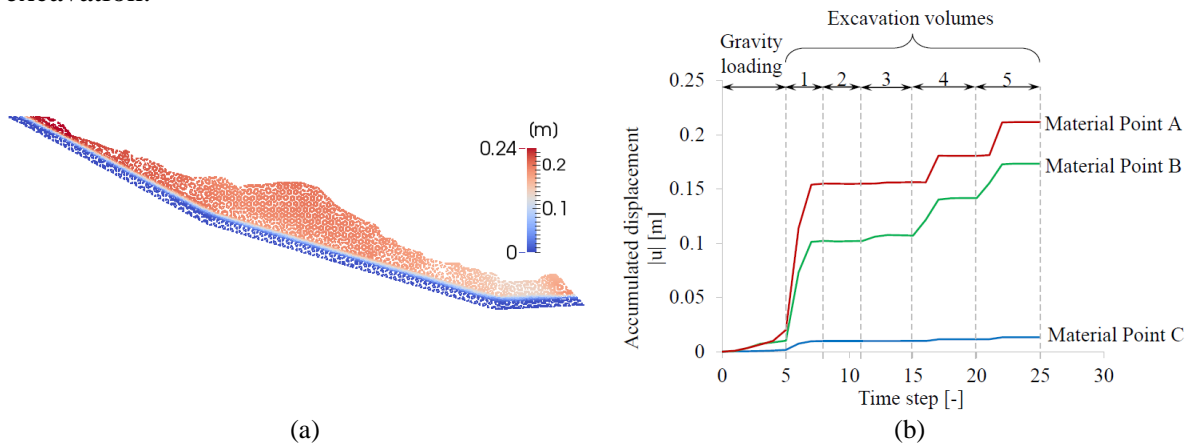 excavation.
(m)
0.24
0.2
0.1
0
(a)
Excavation volumes
Gravity
loading
1 2 3 4 5
0.25
0.2
0.15
0.1
0.05
0
Accumulated displacement
|u| [m]
Material Point A
Material Point B
Material Point C
0 5 10 15 20 25 30
Time step [-]
(b)